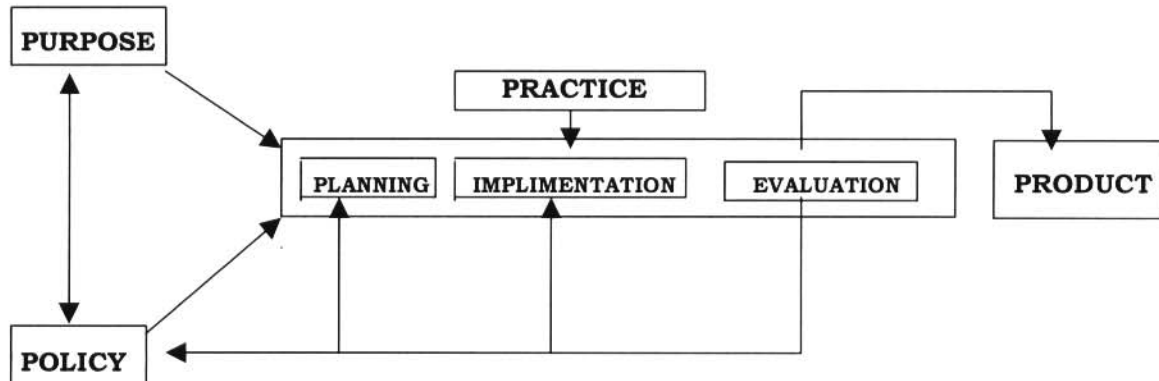 PURPOSE
PRACTICE
PLANNING
IMPLIMENTATION
EVALUATION
PRODUCT
POLICY